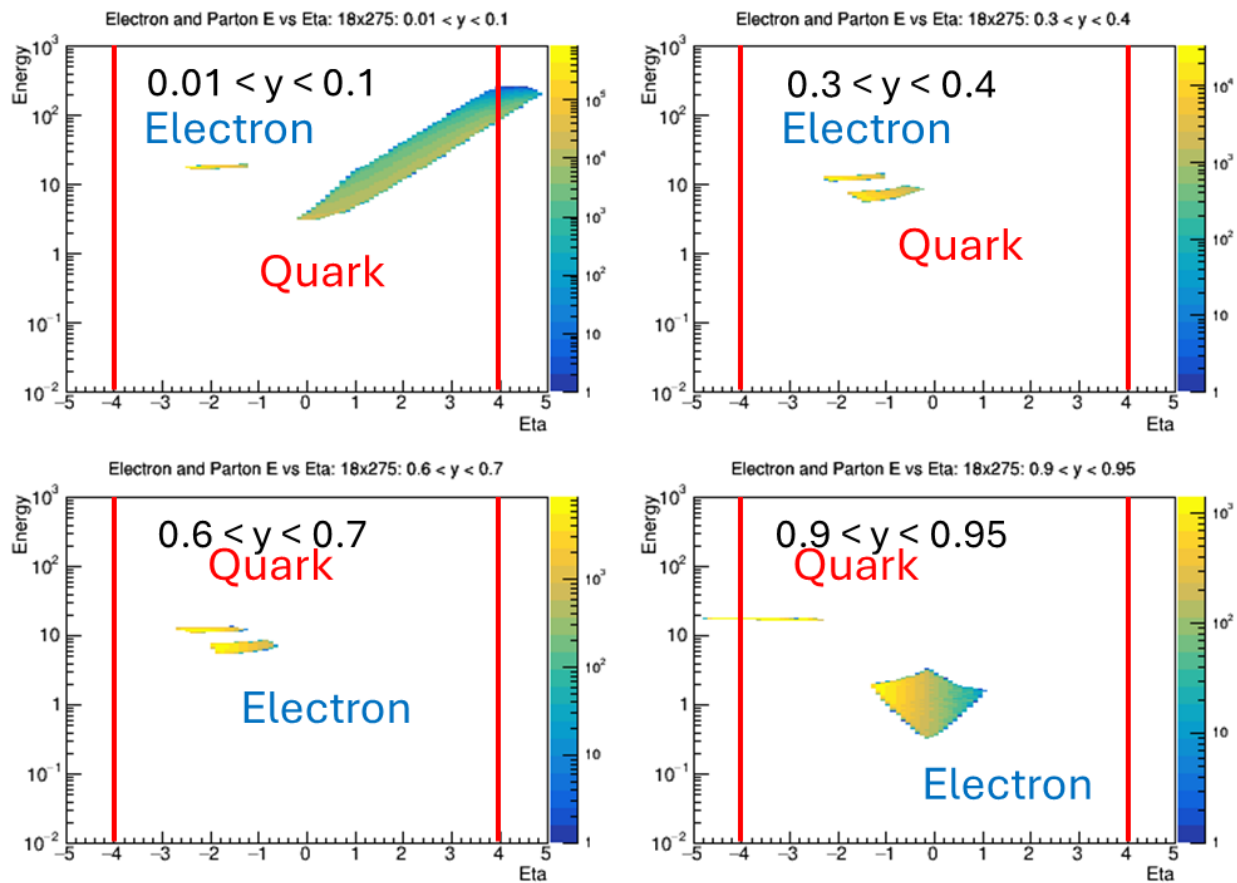 Electron and Parton E vs Eta: 18x275: 0.01 < y < 0.1
Energy
10³
10²
10
1
10⁻¹
10⁻²
0.01 < y < 0.1
Electron
Quark
−5 −4 −3 −2 −1 0 1 2 3 4 5
Eta
10⁵
10⁴
10³
10²
10
1
Electron and Parton E vs Eta: 18x275: 0.3 < y < 0.4
Energy
10³
10²
10
1
10⁻¹
10⁻²
0.3 < y < 0.4
Electron
Quark
−5 −4 −3 −2 −1 0 1 2 3 4 5
Eta
10⁴
10³
10²
10
1
Electron and Parton E vs Eta: 18x275: 0.6 < y < 0.7
Energy
10³
10²
10
1
10⁻¹
10⁻²
0.6 < y < 0.7
Quark
Electron
−5 −4 −3 −2 −1 0 1 2 3 4 5
Eta
10³
10²
10
1
Electron and Parton E vs Eta: 18x275: 0.9 < y < 0.95
Energy
10³
10²
10
1
10⁻¹
10⁻²
0.9 < y < 0.95
Quark
Electron
−5 −4 −3 −2 −1 0 1 2 3 4 5
Eta
10³
10²
10
1